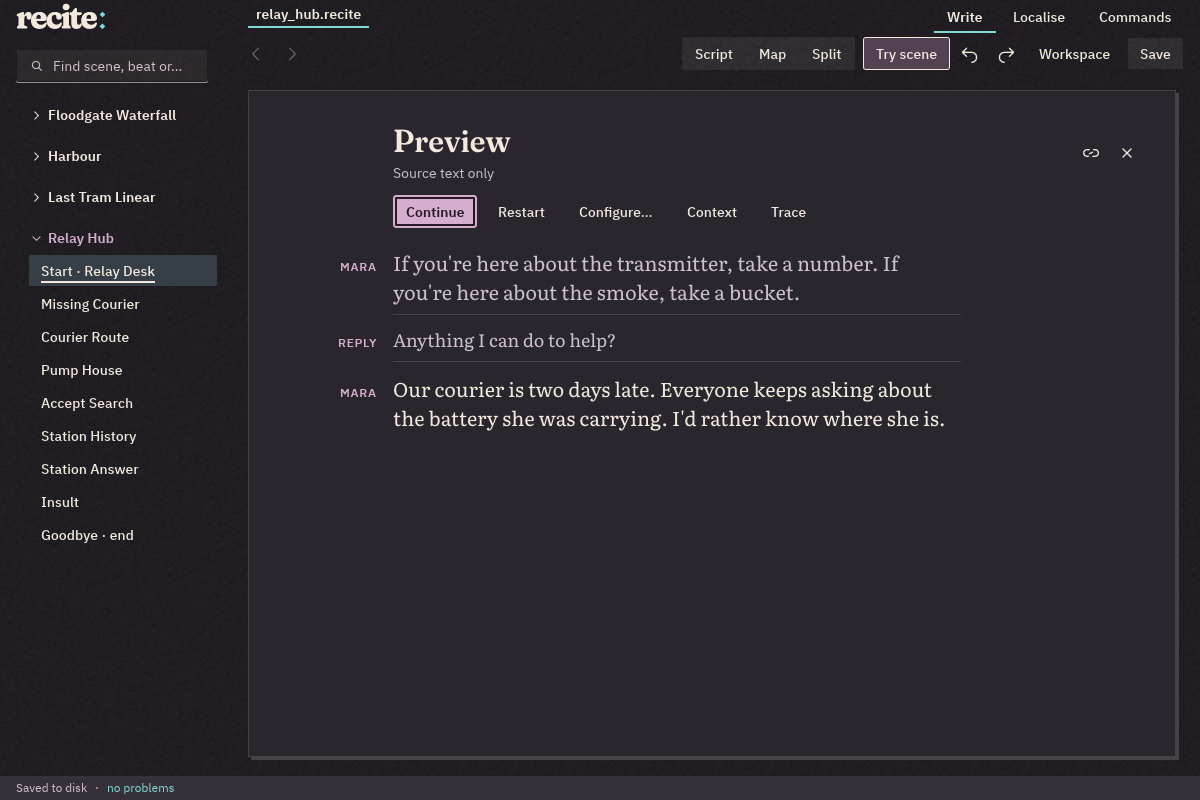 recite:
relay_hub.recite
Write
Localise
Commands
Find scene, beat or...
Script
Map
Split
Try scene
Workspace
Save
Floodgate Waterfall
Harbour
Last Tram Linear
Relay Hub
Start · Relay Desk
Missing Courier
Courier Route
Pump House
Accept Search
Station History
Station Answer
Insult
Goodbye · end
Preview
Source text only
Continue
Restart
Configure...
Context
Trace
MARA
If you're here about the transmitter, take a number. If
you're here about the smoke, take a bucket.
REPLY
Anything I can do to help?
MARA
Our courier is two days late. Everyone keeps asking about
the battery she was carrying. I'd rather know where she is.
Saved to disk · no problems